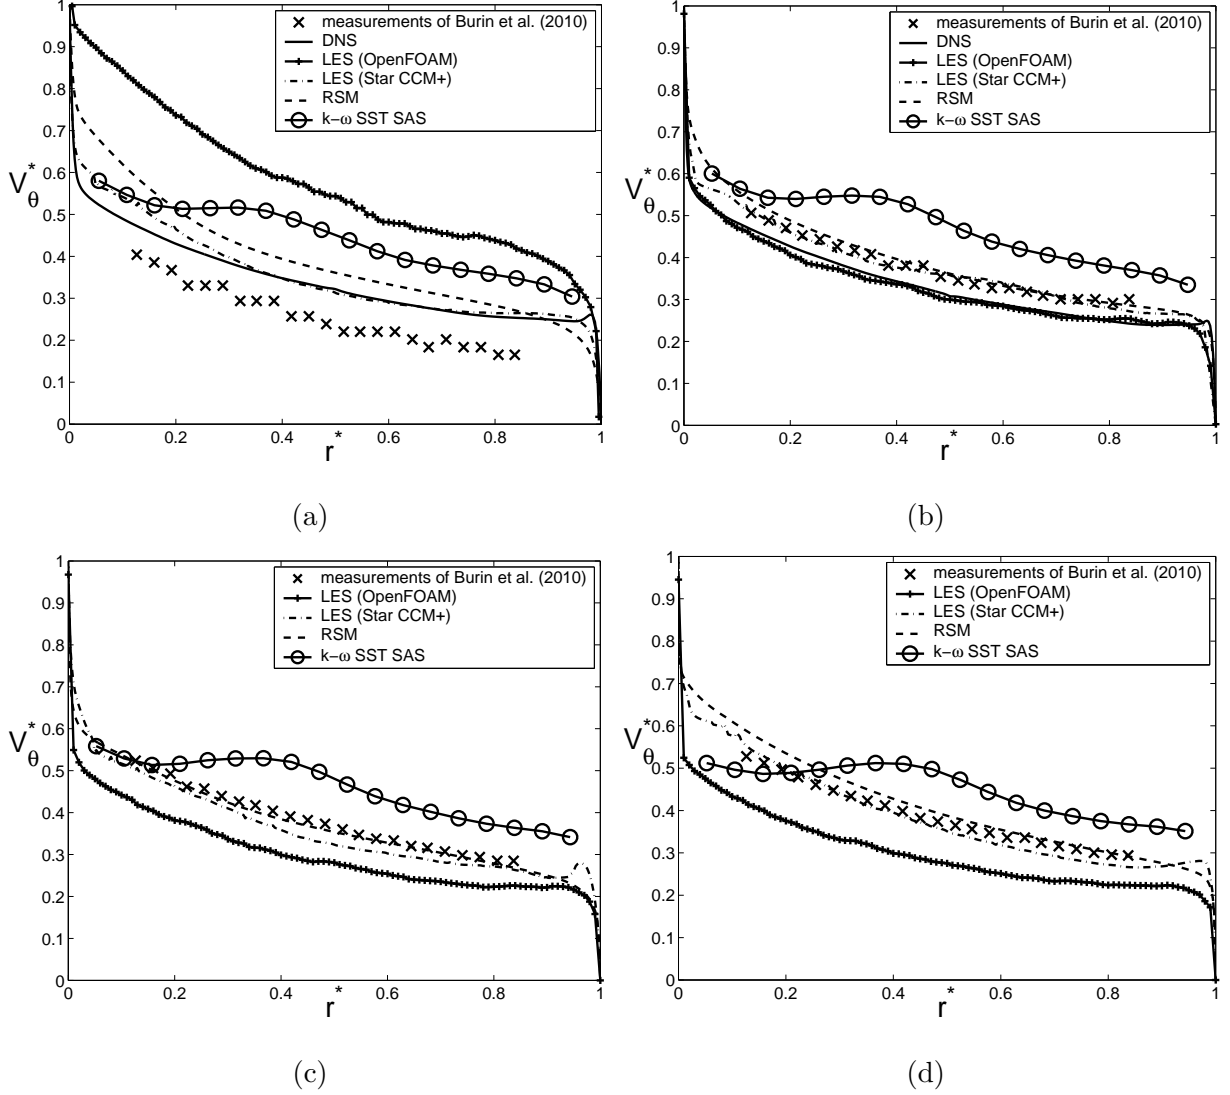 measurements of Burin et al. (2010)
DNS
LES (OpenFOAM)
LES (Star CCM+)
RSM
k−ω SST SAS
1
0.9
0.8
0.7
0.6
0.5
0.4
0.3
0.2
0.1
0
V*θ
0 0.2 0.4 0.6 0.8 1
r*
(a)
measurements of Burin et al. (2010)
DNS
LES (OpenFOAM)
LES (Star CCM+)
RSM
k−ω SST SAS
1
0.9
0.8
0.7
0.6
0.5
0.4
0.3
0.2
0.1
0
V*θ
0 0.2 0.4 0.6 0.8 1
r*
(b)
measurements of Burin et al. (2010)
LES (OpenFOAM)
LES (Star CCM+)
RSM
k−ω SST SAS
1
0.9
0.8
0.7
0.6
0.5
0.4
0.3
0.2
0.1
0
V*θ
0 0.2 0.4 0.6 0.8 1
r*
(c)
measurements of Burin et al. (2010)
LES (OpenFOAM)
LES (Star CCM+)
RSM
k−ω SST SAS
1
0.9
0.8
0.7
0.6
0.5
0.4
0.3
0.2
0.1
0
V*θ
0 0.2 0.4 0.6 0.8 1
r*
(d)